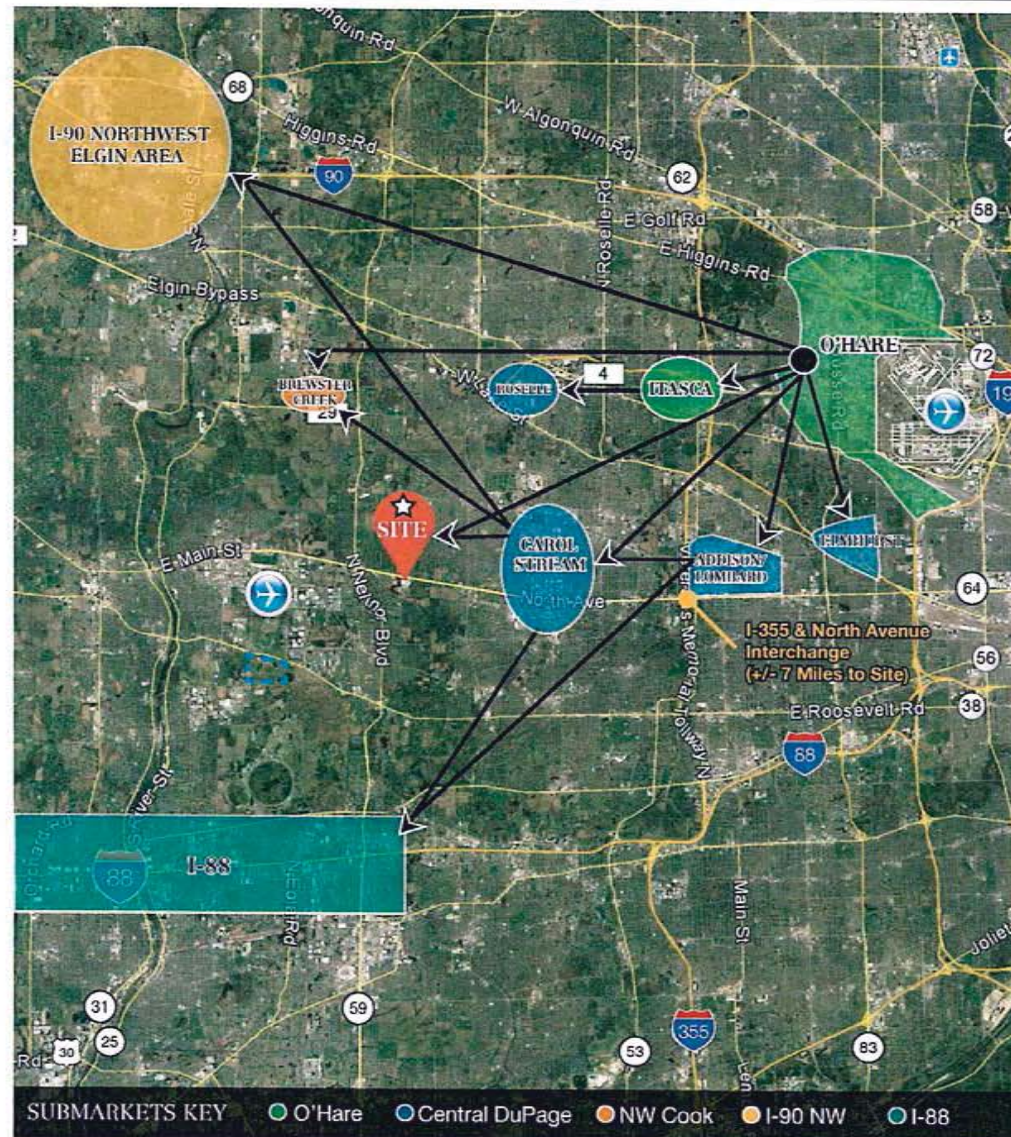 68
I-90 NORTHWEST
ELGIN AREA
Higgins Rd
W Algonquin Rd
90
62
58
E Golf Rd
N Roselle Rd
E Higgins Rd
Elgin Bypass
O'HARE
72
19
4
BREWSTER
CREEK
29
ROSELLE
ITASCA
SITE
CAROL
STREAM
ADDISON/
LOMBARD
ELMHURST
E Main St
North Ave
64
I-355 & North Avenue
Interchange
(+/- 7 Miles to Site)
56
38
E Roosevelt Rd
88
I-88
88
Main St
Joliet
31
25
30
Rd
59
53
355
83
SUBMARKETS KEY O'Hare Central DuPage NW Cook I-90 NW I-88